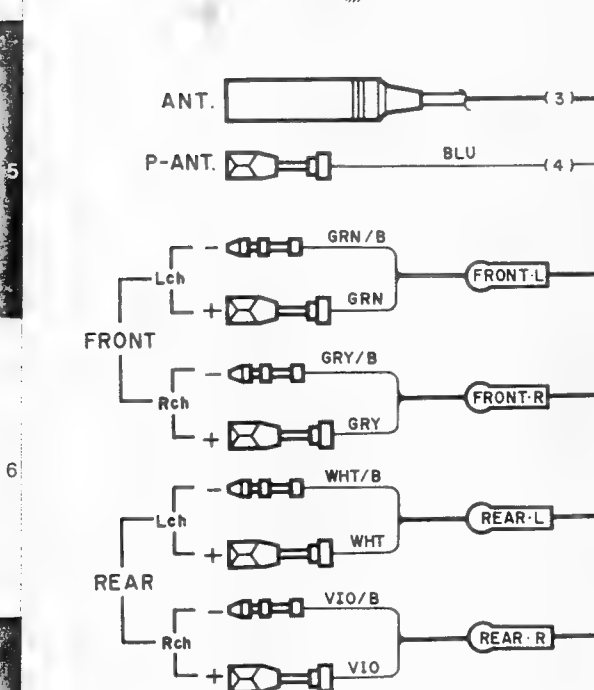 ANT. (3)
5
P-ANT. BLU (4)
- GRN/B
Lch FRONT·L
+ GRN
FRONT
- GRY/B
Rch FRONT·R
+ GRY
6
- WHT/B
Lch REAR·L
+ WHT
REAR
- VIO/B
Rch REAR·R
+ VIO